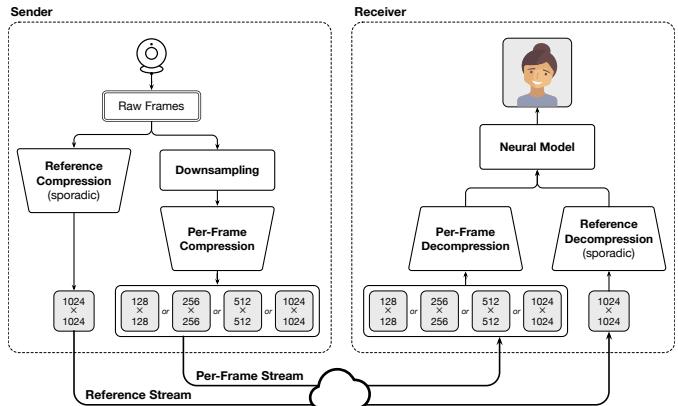 Sender
Receiver
Raw Frames
Reference
Compression
(sporadic)
Downsampling
Per-Frame
Compression
Neural Model
Per-Frame
Decompression
Reference
Decompression
(sporadic)
1024
×
1024
128
×
128
or
256
×
256
or
512
×
512
or
1024
×
1024
128
×
128
or
256
×
256
or
512
×
512
or
1024
×
1024
1024
×
1024
Per-Frame Stream
Reference Stream